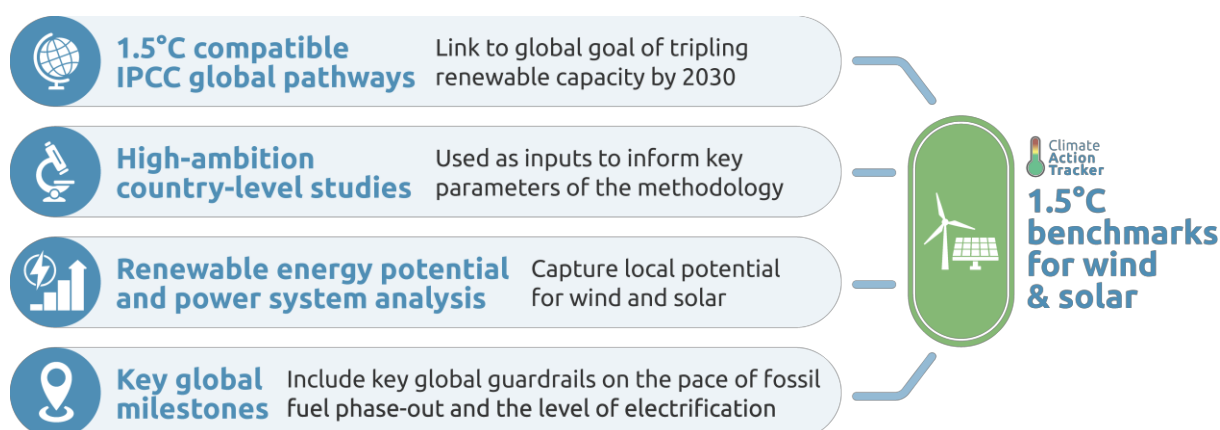 1.5°C compatible
IPCC global pathways
Link to global goal of tripling
renewable capacity by 2030
High-ambition
country-level studies
Used as inputs to inform key
parameters of the methodology
Renewable energy potential
and power system analysis
Capture local potential
for wind and solar
Key global
milestones
Include key global guardrails on the pace of fossil
fuel phase-out and the level of electrification
Climate
Action
Tracker
1.5°C
benchmarks
for wind
& solar